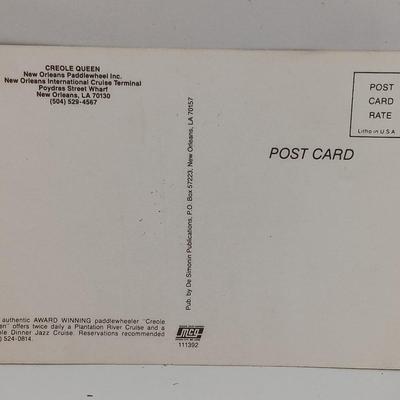 CREOLE QUEEN
New Orleans Paddlewheel Inc.
New Orleans International Cruise Terminal
Poydras Street Wharf
New Orleans, LA 70130
(504) 529-4567
POST
CARD
RATE
Litho in U.S.A.
POST CARD
Pub. by De Simonin Publications, P.O. Box 57223, New Orleans, LA 70157
authentic AWARD WINNING paddlewheeler "Creole
en" offers twice daily a Plantation River Cruise and a
le Dinner Jazz Cruise. Reservations recommended
) 524-0814.
111392